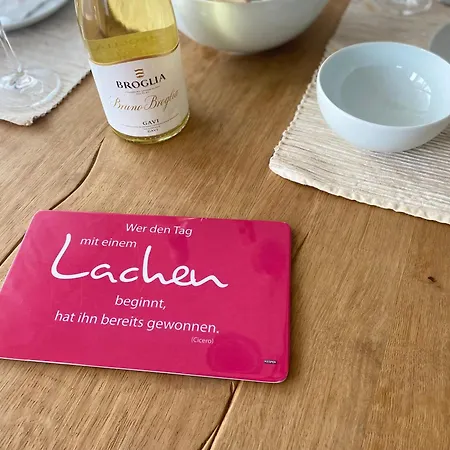 BROGLIA
Bruno Broglia
GAVI
Wer den Tag
mit einem
Lachen
beginnt,
hat ihn bereits gewonnen.
(Cicero)